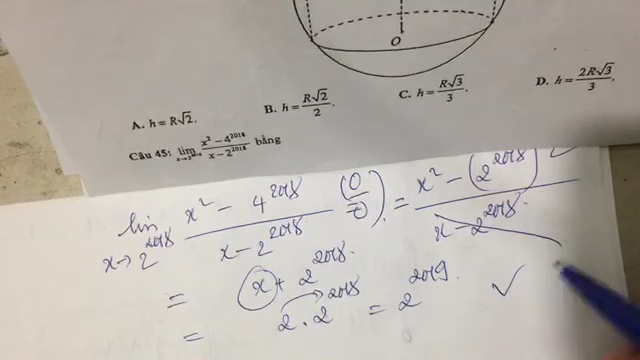 O
A. h = R√2. B. h = R√2/2. C. h = R√3/3. D. h = 2R√3/3.
Câu 45: lim x→2^2018 (x² − 4^2018)/(x − 2^2018) bằng
lim x→2^2018 (x² − 4^2018)/(x − 2^2018) (0/0) = (x² − (2^2018)²)/(x − 2^2018)
= x + 2^2018.
= 2 . 2^2018 = 2^2019. ✓